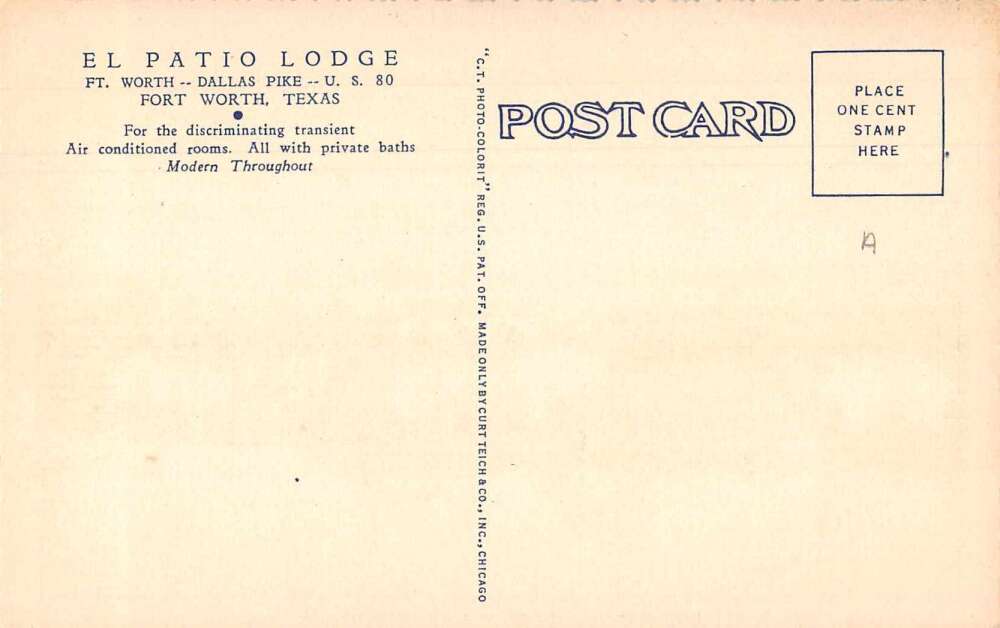 EL PATIO LODGE
FT. WORTH -- DALLAS PIKE -- U. S. 80
FORT WORTH, TEXAS
For the discriminating transient
Air conditioned rooms. All with private baths
Modern Throughout
"C.T. PHOTO-COLORIT" REG. U.S. PAT. OFF. MADE ONLY BY CURT TEICH & CO., INC., CHICAGO
POST CARD
PLACE
ONE CENT
STAMP
HERE
A